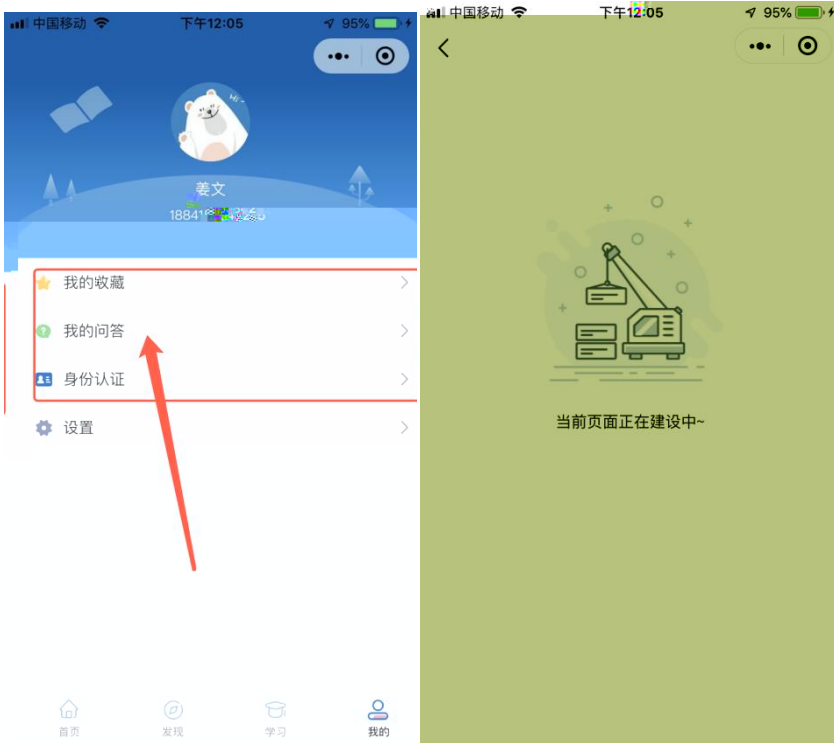 中国移动 下午12:05 95%
Hi~
姜文
我的收藏
我的问答
身份认证
设置
首页 发现 学习 我的
中国移动 下午12:05 95%
当前页面正在建设中~